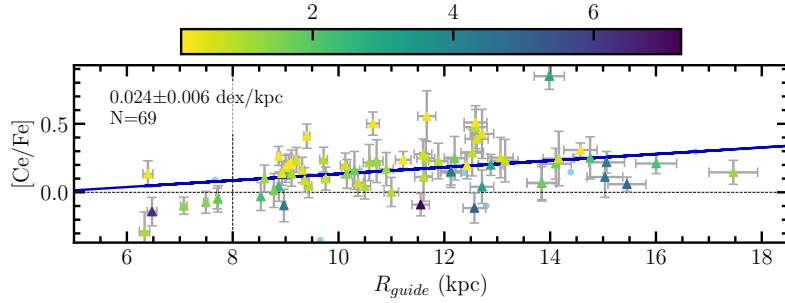 2 4 6
0.024±0.006 dex/kpc
N=69
[Ce/Fe]
0.5
0.0
6 8 10 12 14 16 18
R_guide (kpc)